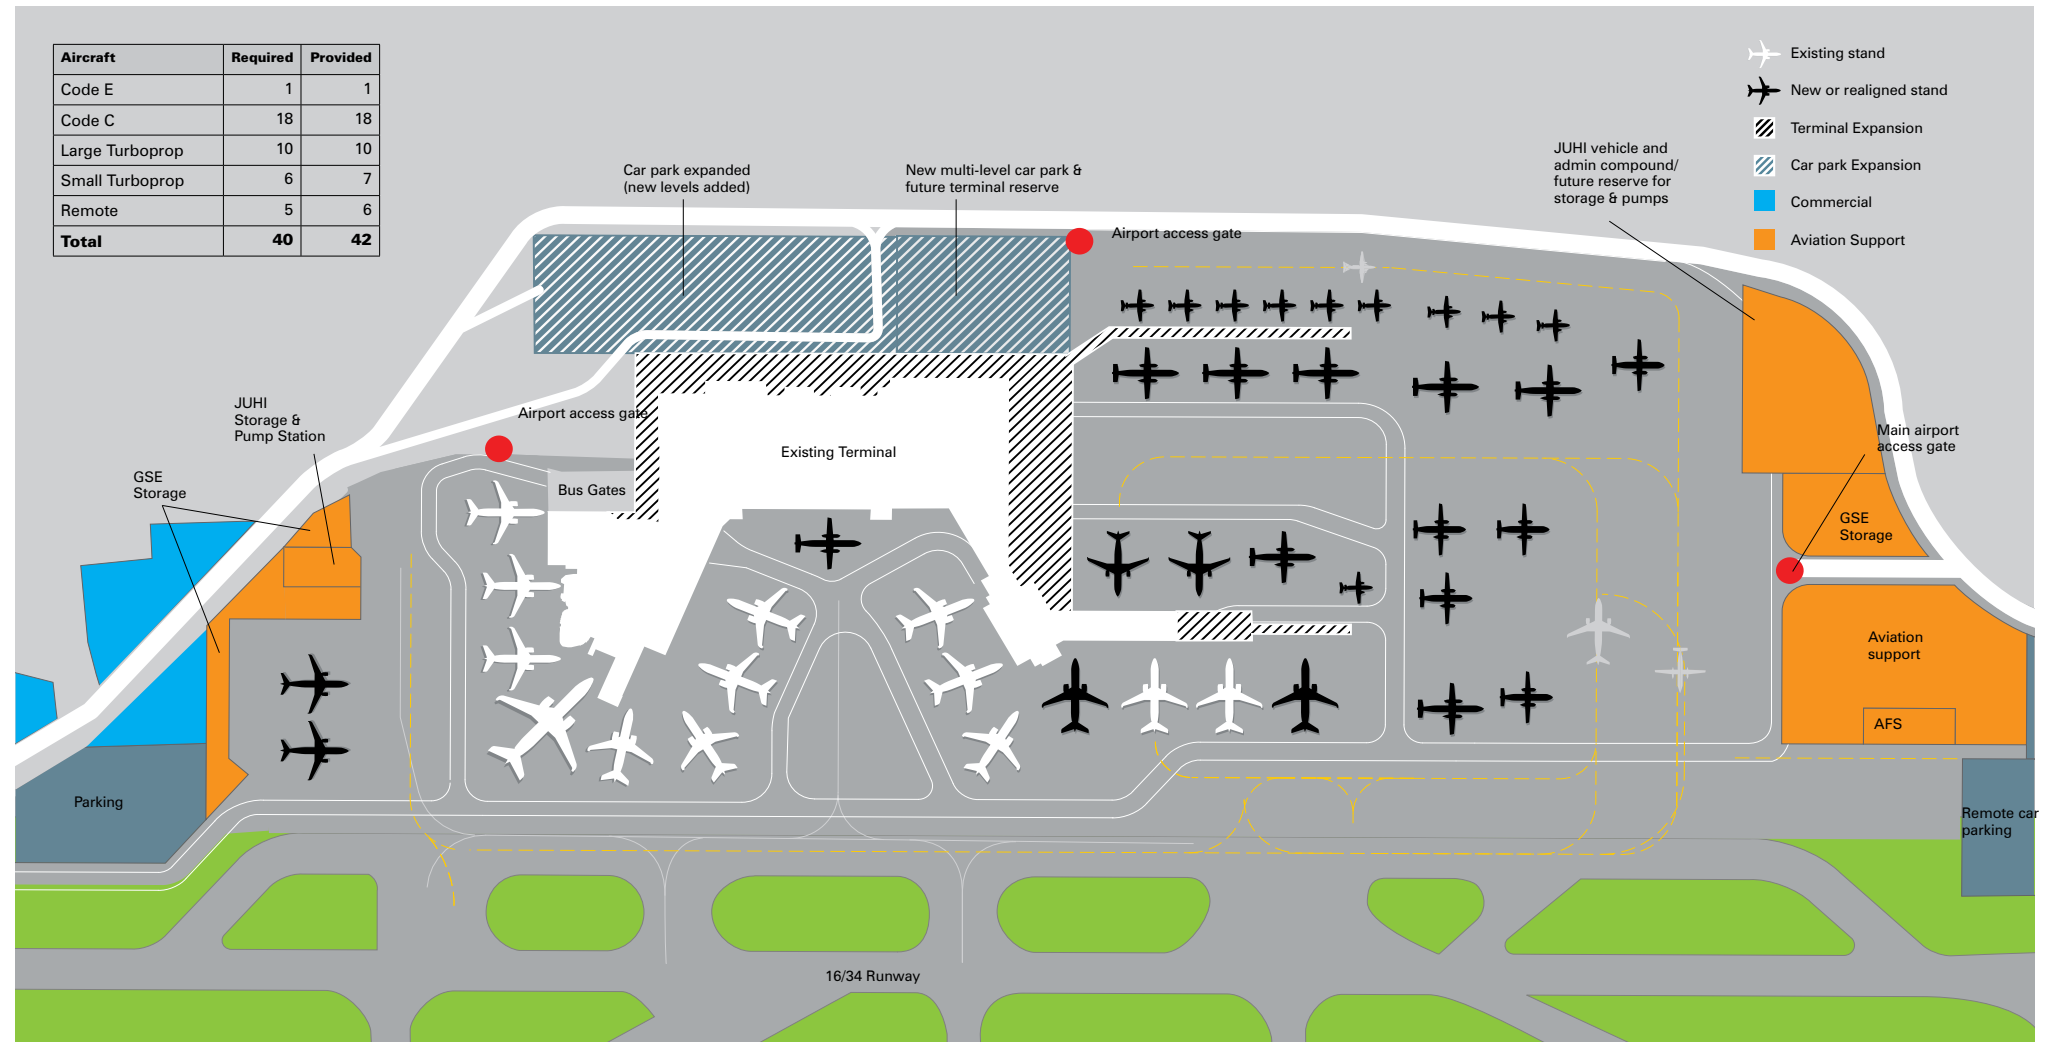 Aircraft Required Provided
Code E 1 1
Code C 18 18
Large Turboprop 10 10
Small Turboprop 6 7
Remote 5 6
Total 40 42
Existing stand
New or realigned stand
Terminal Expansion
Car park Expansion
Commercial
Aviation Support
Car park expanded
(new levels added)
New multi-level car park &
future terminal reserve
JUHI vehicle and
admin compound/
future reserve for
storage & pumps
Airport access gate
JUHI
Storage &
Pump Station
Airport access gate
GSE
Storage
Existing Terminal
Bus Gates
Main airport
access gate
GSE
Storage
Aviation
support
AFS
Parking
Remote car
parking
16/34 Runway